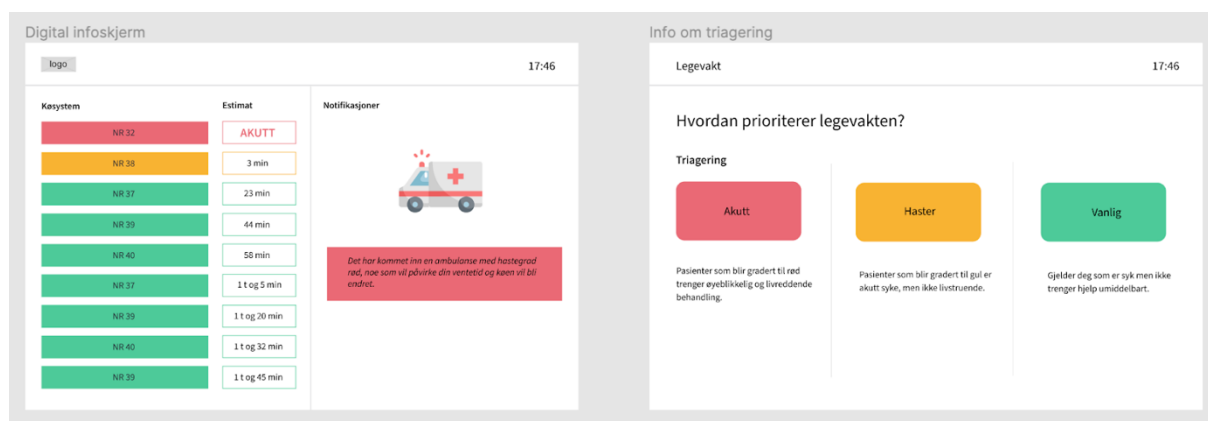 Digital infoskjerm
logo
17:46
Køsystem
Estimat
Notifikasjoner
NR 32
AKUTT
NR 38
3 min
NR 37
23 min
NR 39
44 min
NR 40
58 min
NR 37
1 t og 5 min
NR 39
1 t og 20 min
NR 40
1 t og 32 min
NR 39
1 t og 45 min
Det har kommet inn en ambulanse med hastegrad
rød, noe som vil påvirke din ventetid og køen vil bli
endret.
Info om triagering
Legevakt
17:46
Hvordan prioriterer legevakten?
Triagering
Akutt
Pasienter som blir gradert til rød
trenger øyeblikkelig og livreddende
behandling.
Haster
Pasienter som blir gradert til gul er
akutt syke, men ikke livstruende.
Vanlig
Gjelder deg som er syk men ikke
trenger hjelp umiddelbart.